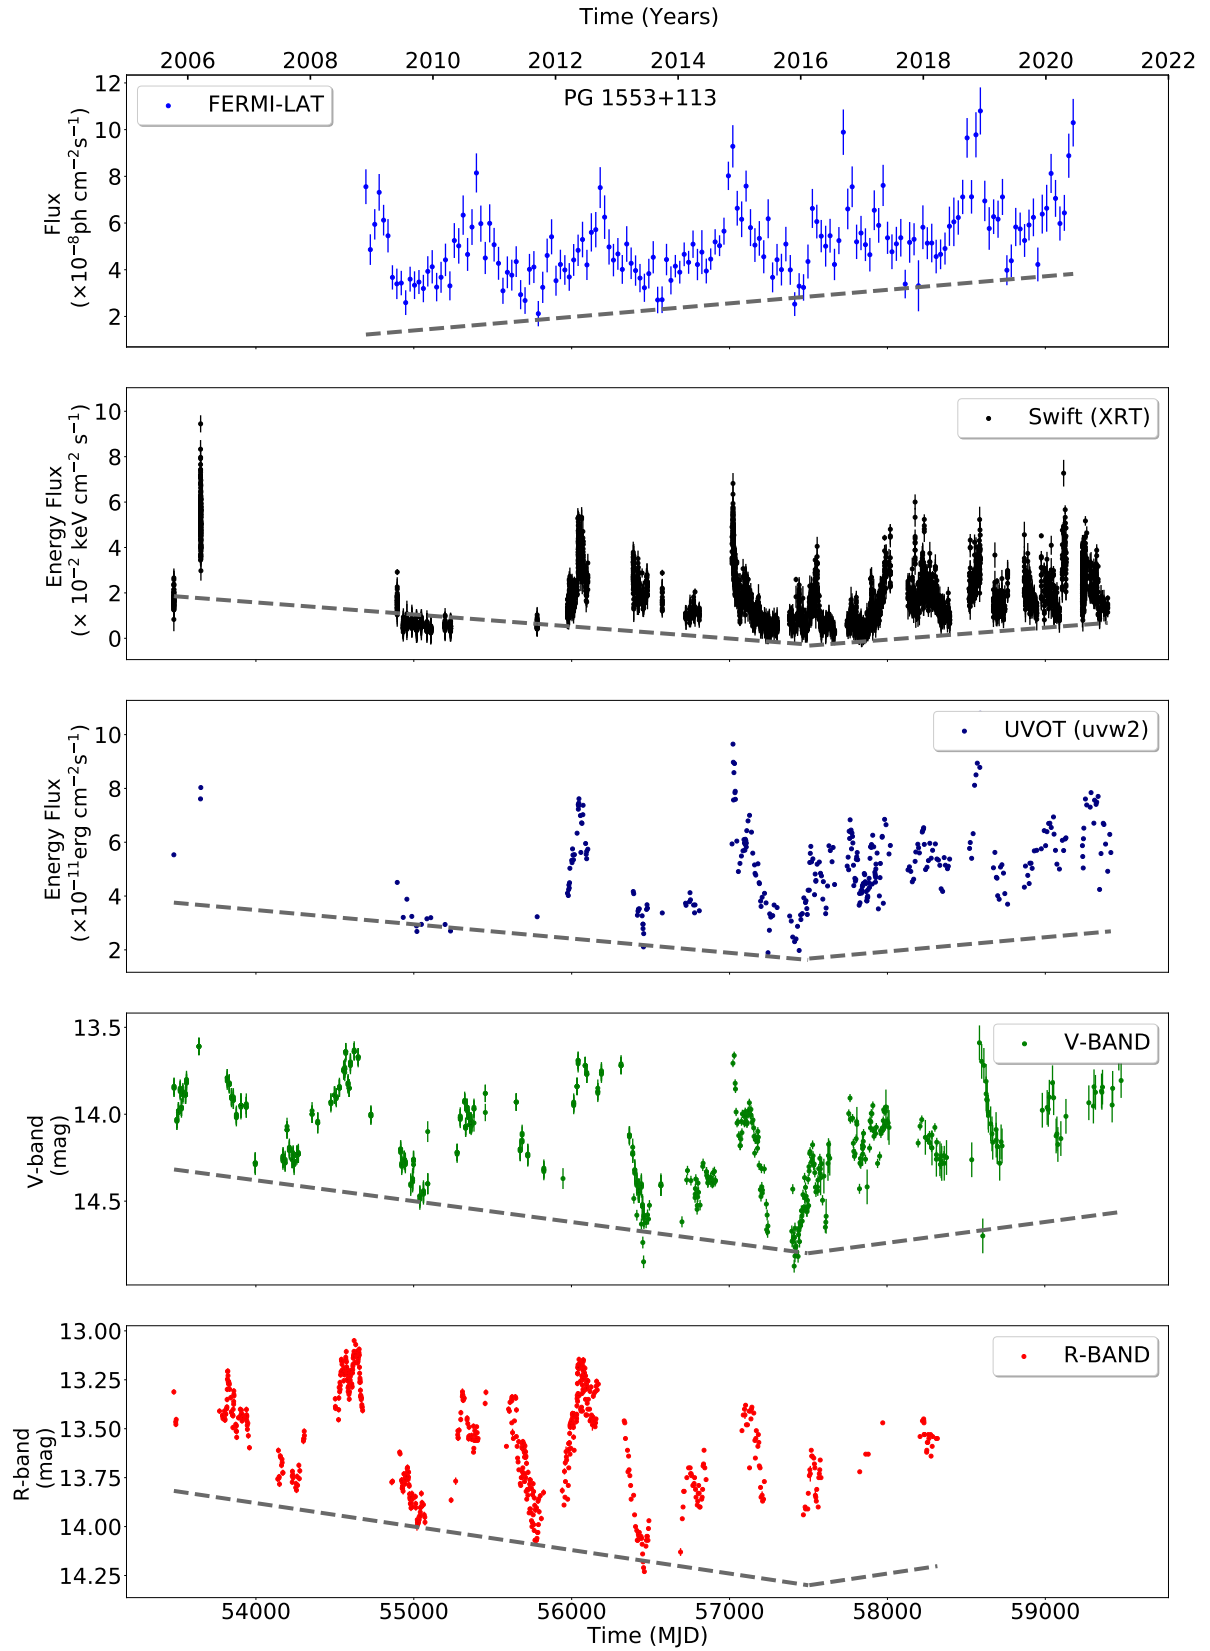 Time (Years)
2006 2008 2010 2012 2014 2016 2018 2020 2022
PG 1553+113
FERMI-LAT
Flux
(×10−8ph cm−2s−1)
12
10
8
6
4
2
Swift (XRT)
Energy Flux
(× 10−2 keV cm−2 s−1)
10
8
6
4
2
0
UVOT (uvw2)
Energy Flux
(×10−11erg cm−2s−1)
10
8
6
4
2
V-BAND
V-band
(mag)
13.5
14.0
14.5
R-BAND
R-band
(mag)
13.00
13.25
13.50
13.75
14.00
14.25
54000 55000 56000 57000 58000 59000
Time (MJD)